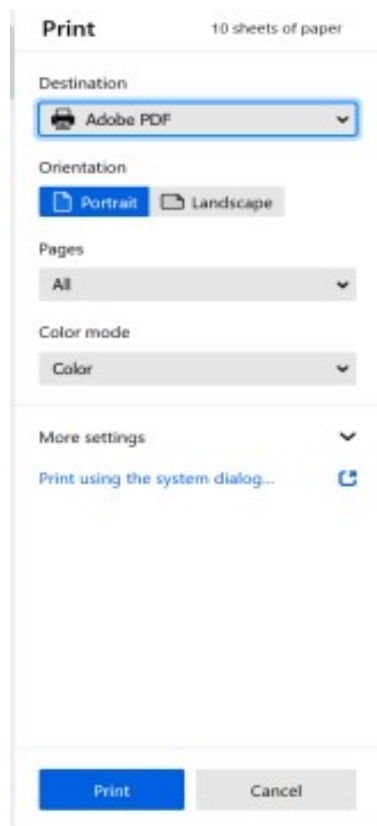 Print 10 sheets of paper
Destination
Adobe PDF
Orientation
Portrait Landscape
Pages
All
Color mode
Color
More settings
Print using the system dialog...
Print Cancel